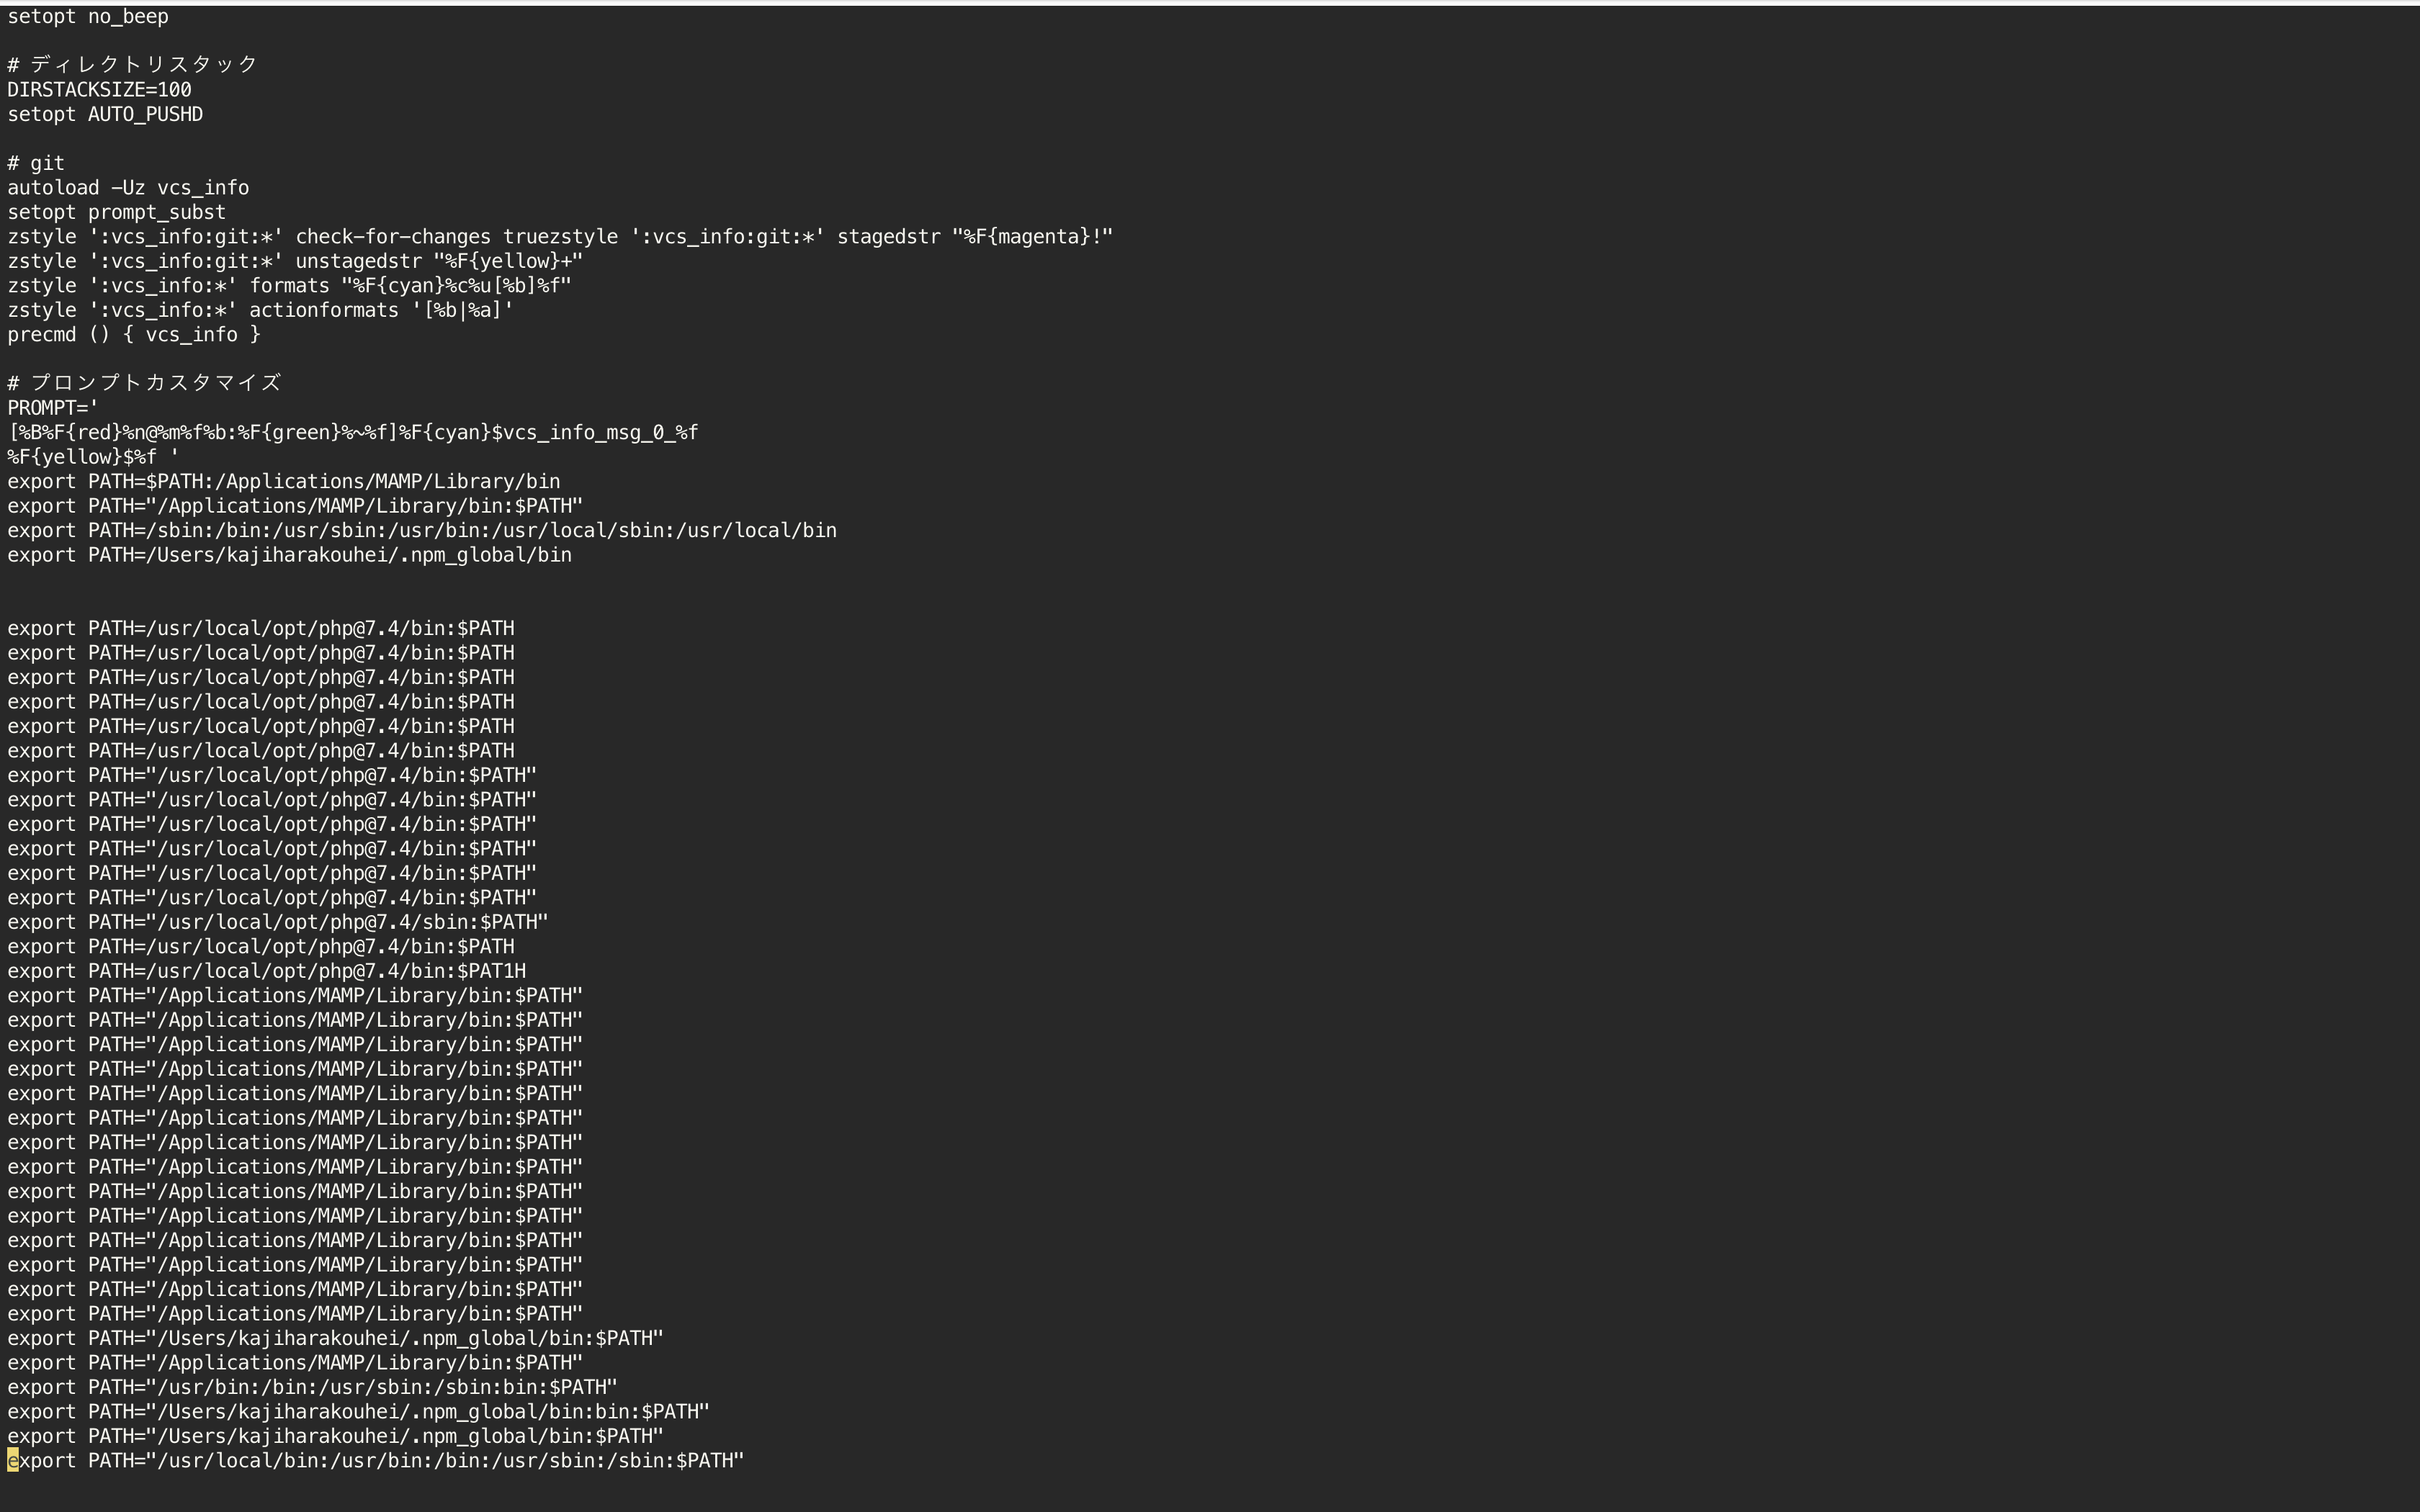 setopt no_beep
# ディレクトリスタック
DIRSTACKSIZE=100
setopt AUTO_PUSHD
# git
autoload -Uz vcs_info
setopt prompt_subst
zstyle ':vcs_info:git:*' check-for-changes truezstyle ':vcs_info:git:*' stagedstr "%F{magenta}!"
zstyle ':vcs_info:git:*' unstagedstr "%F{yellow}+"
zstyle ':vcs_info:*' formats "%F{cyan}%c%u[%b]%f"
zstyle ':vcs_info:*' actionformats '[%b|%a]'
precmd () { vcs_info }
# プロンプトカスタマイズ
PROMPT='
[%B%F{red}%n@%m%f%b:%F{green}%~%f]%F{cyan}$vcs_info_msg_0_%f
%F{yellow}$%f '
export PATH=$PATH:/Applications/MAMP/Library/bin
export PATH="/Applications/MAMP/Library/bin:$PATH"
export PATH=/sbin:/bin:/usr/sbin:/usr/bin:/usr/local/sbin:/usr/local/bin
export PATH=/Users/kajiharakouhei/.npm_global/bin
export PATH=/usr/local/opt/php@7.4/bin:$PATH
export PATH=/usr/local/opt/php@7.4/bin:$PATH
export PATH=/usr/local/opt/php@7.4/bin:$PATH
export PATH=/usr/local/opt/php@7.4/bin:$PATH
export PATH=/usr/local/opt/php@7.4/bin:$PATH
export PATH=/usr/local/opt/php@7.4/bin:$PATH
export PATH="/usr/local/opt/php@7.4/bin:$PATH"
export PATH="/usr/local/opt/php@7.4/bin:$PATH"
export PATH="/usr/local/opt/php@7.4/bin:$PATH"
export PATH="/usr/local/opt/php@7.4/bin:$PATH"
export PATH="/usr/local/opt/php@7.4/bin:$PATH"
export PATH="/usr/local/opt/php@7.4/bin:$PATH"
export PATH="/usr/local/opt/php@7.4/sbin:$PATH"
export PATH=/usr/local/opt/php@7.4/bin:$PATH
export PATH=/usr/local/opt/php@7.4/bin:$PAT1H
export PATH="/Applications/MAMP/Library/bin:$PATH"
export PATH="/Applications/MAMP/Library/bin:$PATH"
export PATH="/Applications/MAMP/Library/bin:$PATH"
export PATH="/Applications/MAMP/Library/bin:$PATH"
export PATH="/Applications/MAMP/Library/bin:$PATH"
export PATH="/Applications/MAMP/Library/bin:$PATH"
export PATH="/Applications/MAMP/Library/bin:$PATH"
export PATH="/Applications/MAMP/Library/bin:$PATH"
export PATH="/Applications/MAMP/Library/bin:$PATH"
export PATH="/Applications/MAMP/Library/bin:$PATH"
export PATH="/Applications/MAMP/Library/bin:$PATH"
export PATH="/Applications/MAMP/Library/bin:$PATH"
export PATH="/Applications/MAMP/Library/bin:$PATH"
export PATH="/Applications/MAMP/Library/bin:$PATH"
export PATH="/Users/kajiharakouhei/.npm_global/bin:$PATH"
export PATH="/Applications/MAMP/Library/bin:$PATH"
export PATH="/usr/bin:/bin:/usr/sbin:/sbin:bin:$PATH"
export PATH="/Users/kajiharakouhei/.npm_global/bin:bin:$PATH"
export PATH="/Users/kajiharakouhei/.npm_global/bin:$PATH"
export PATH="/usr/local/bin:/usr/bin:/bin:/usr/sbin:/sbin:$PATH"